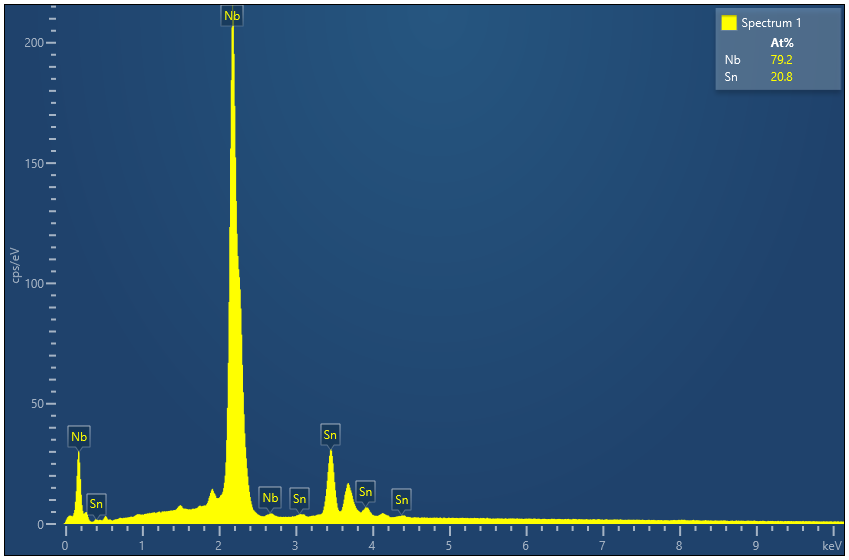 Nb
Spectrum 1
At%
Nb 79.2
Sn 20.8
200
150
cps/eV
100
50
Nb
Sn
Nb
Sn
Sn
Sn
Sn
0
0 1 2 3 4 5 6 7 8 9 keV